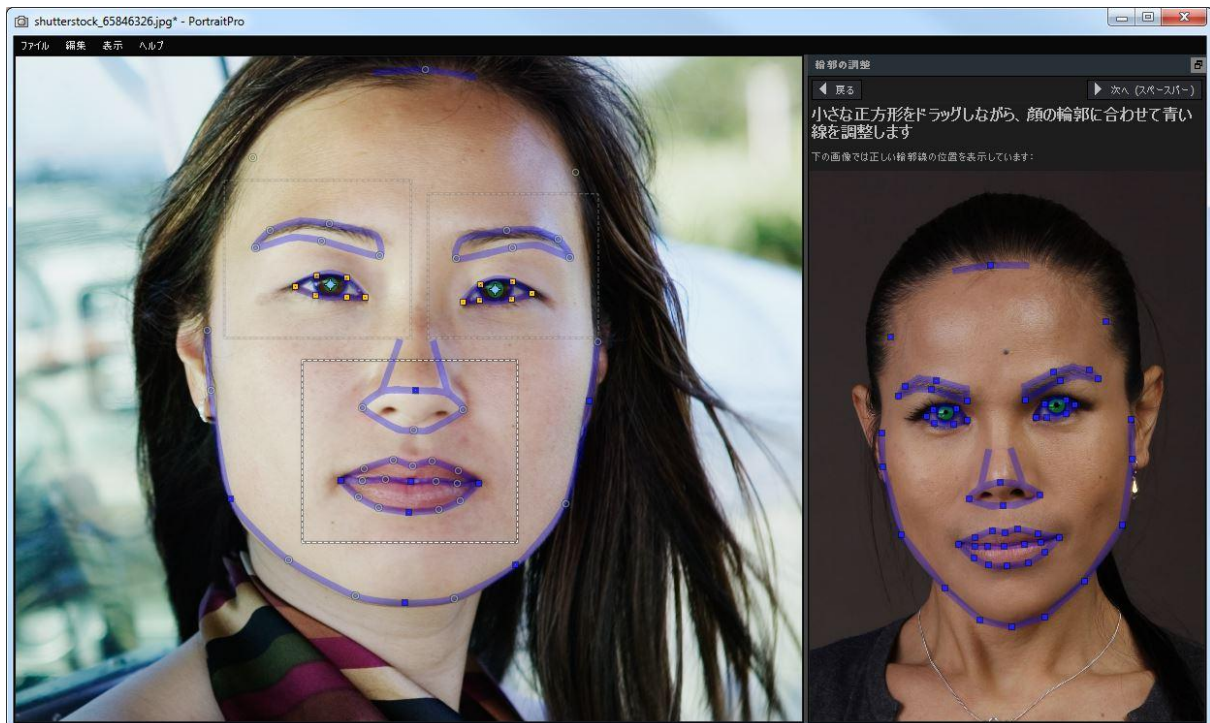 shutterstock_65846326.jpg* - PortraitPro
ファイル 編集 表示 ヘルプ
輪郭の調整
戻る 次へ (スペースバー)
小さな正方形をドラッグしながら、顔の輪郭に合わせて青い
線を調整します
下の画像では正しい輪郭線の位置を表示しています: